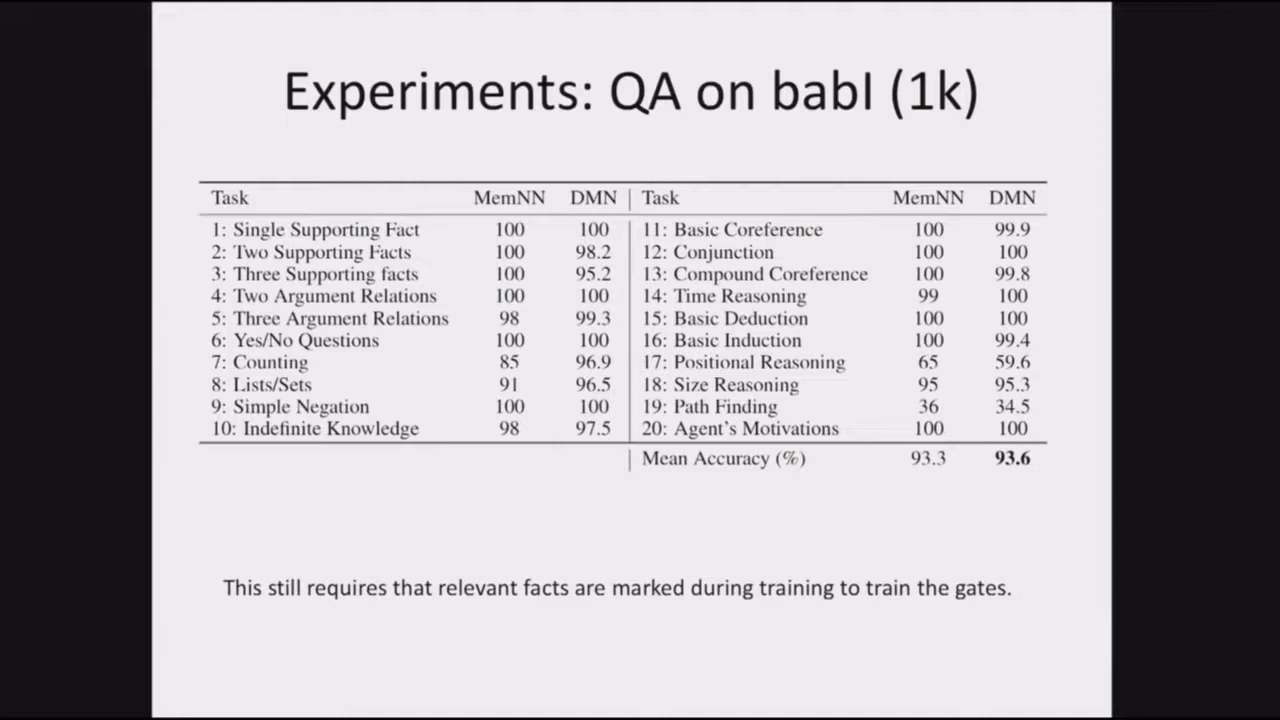 Experiments: QA on babI (1k)
Task MemNN DMN Task MemNN DMN
1: Single Supporting Fact 100 100 11: Basic Coreference 100 99.9
2: Two Supporting Facts 100 98.2 12: Conjunction 100 100
3: Three Supporting facts 100 95.2 13: Compound Coreference 100 99.8
4: Two Argument Relations 100 100 14: Time Reasoning 99 100
5: Three Argument Relations 98 99.3 15: Basic Deduction 100 100
6: Yes/No Questions 100 100 16: Basic Induction 100 99.4
7: Counting 85 96.9 17: Positional Reasoning 65 59.6
8: Lists/Sets 91 96.5 18: Size Reasoning 95 95.3
9: Simple Negation 100 100 19: Path Finding 36 34.5
10: Indefinite Knowledge 98 97.5 20: Agent's Motivations 100 100
Mean Accuracy (%) 93.3 93.6
This still requires that relevant facts are marked during training to train the gates.